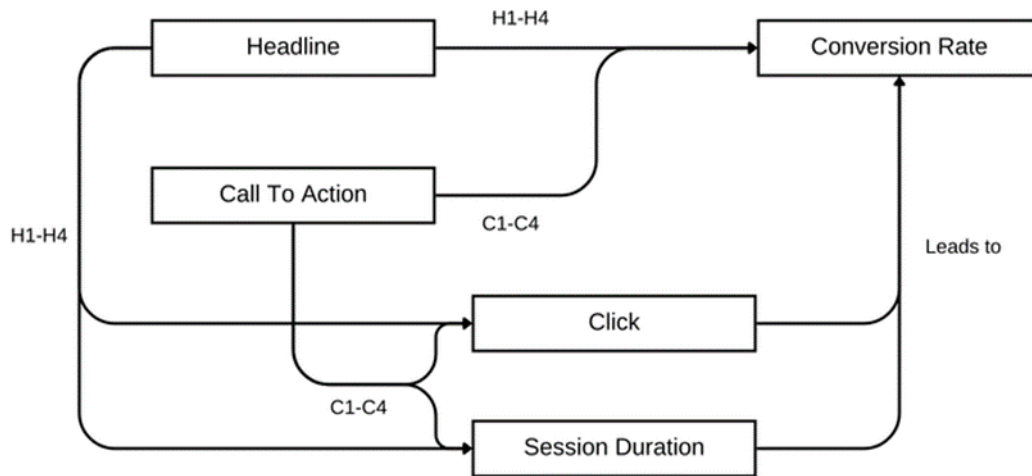 H1-H4
Headline
Conversion Rate
Call To Action
C1-C4
H1-H4
Leads to
Click
C1-C4
Session Duration